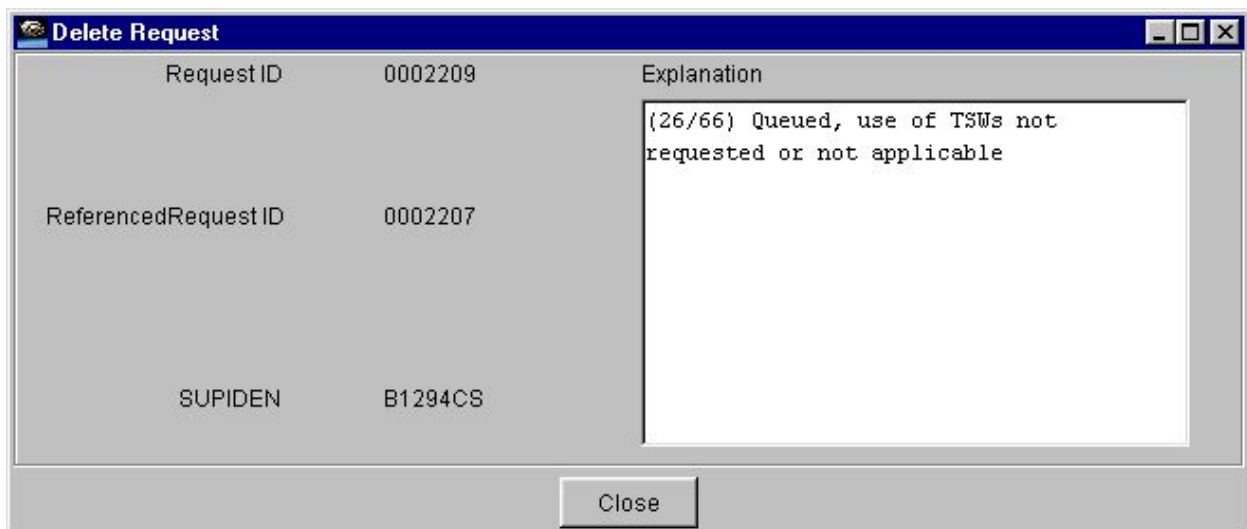 Delete Request
Request ID 0002209 Explanation
(26/66) Queued, use of TSWs not
requested or not applicable
ReferencedRequest ID 0002207
SUPIDEN B1294CS
Close